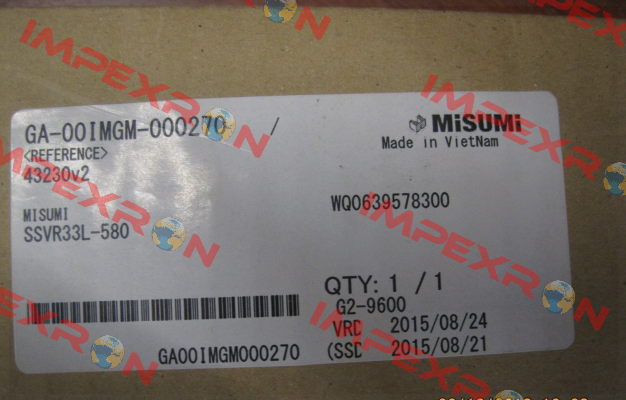 GA-00IMGM-000270 /
<REFERENCE>
43230v2
MISUMI
SSVR33L-580
MiSUMi
Made in VietNam
WQ0639578300
QTY: 1 / 1
G2-9600
VRD 2015/08/24
(SSD 2015/08/21
GA00IMGM000270
IMPEXRON
IMPEXRON
IMPEXRON
IMPEXRON